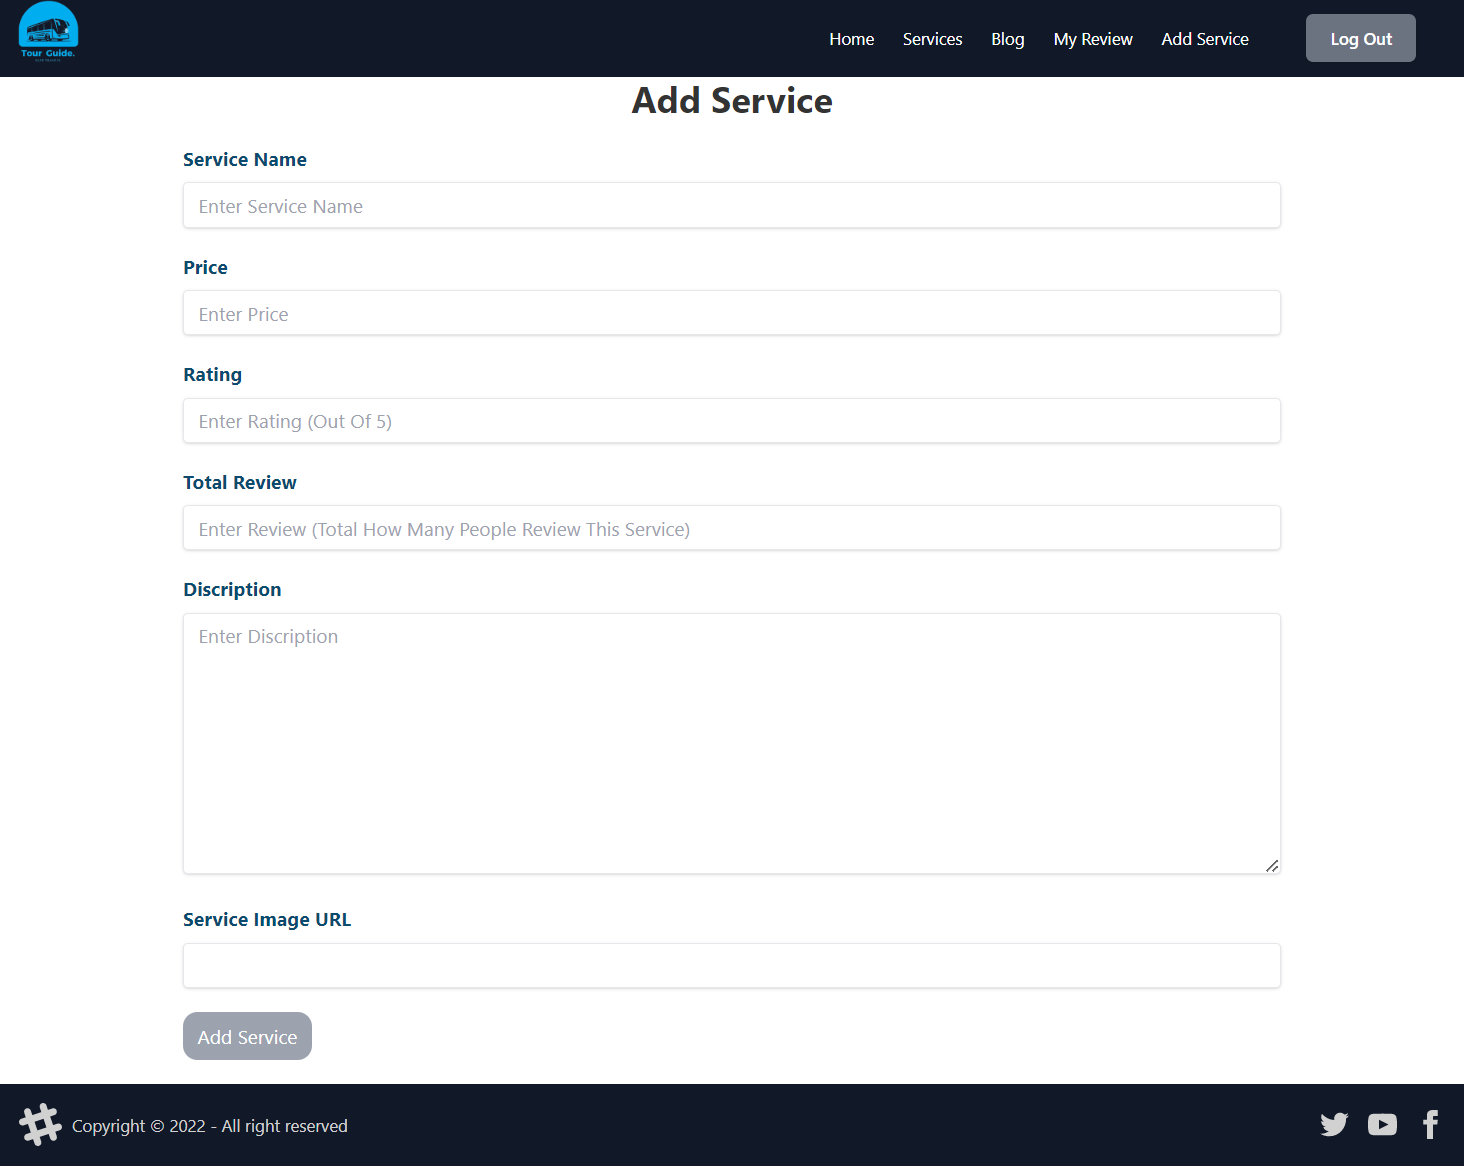 Tour Guide.
Home Services Blog My Review Add Service Log Out
Add Service
Service Name
Enter Service Name
Price
Enter Price
Rating
Enter Rating (Out Of 5)
Total Review
Enter Review (Total How Many People Review This Service)
Discription
Enter Discription
Service Image URL
Add Service
Copyright © 2022 - All right reserved